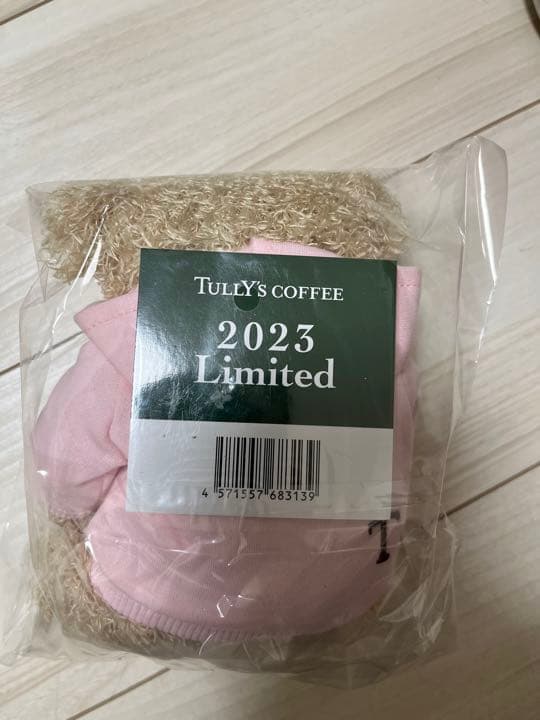 TULLY'S COFFEE
2023
Limited
4 571557 683139
T